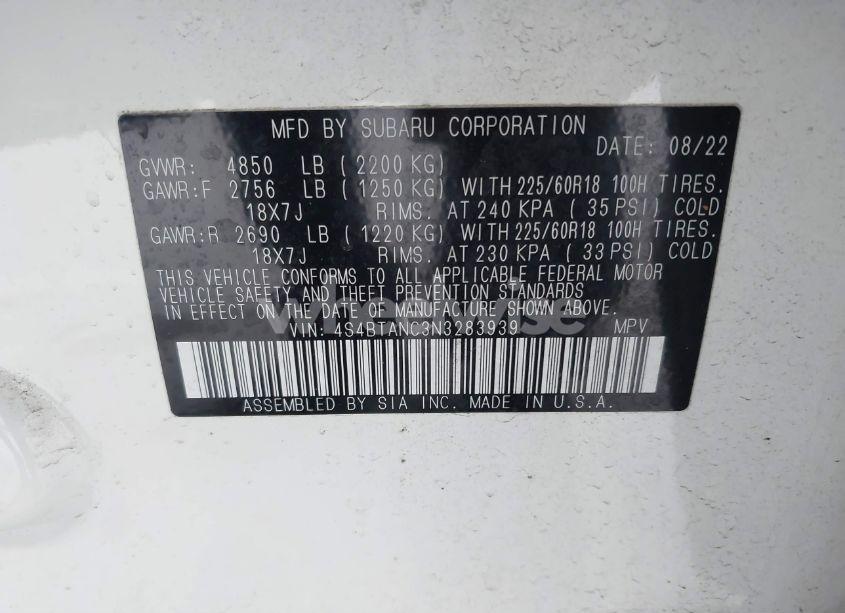 MFD BY SUBARU CORPORATION
DATE: 08/22
GVWR: 4850 LB ( 2200 KG)
GAWR:F 2756 LB ( 1250 KG) WITH 225/60R18 100H TIRES.
18X7J RIMS. AT 240 KPA ( 35 PSI) COLD
GAWR:R 2690 LB ( 1220 KG) WITH 225/60R18 100H TIRES.
18X7J RIMS. AT 230 KPA ( 33 PSI) COLD
THIS VEHICLE CONFORMS TO ALL APPLICABLE FEDERAL MOTOR
VEHICLE SAFETY AND THEFT PREVENTION STANDARDS
IN EFFECT ON THE DATE OF MANUFACTURE SHOWN ABOVE.
VIN: 4S4BTANC3N3283939 MPV
ASSEMBLED BY SIA INC. MADE IN U.S.A.